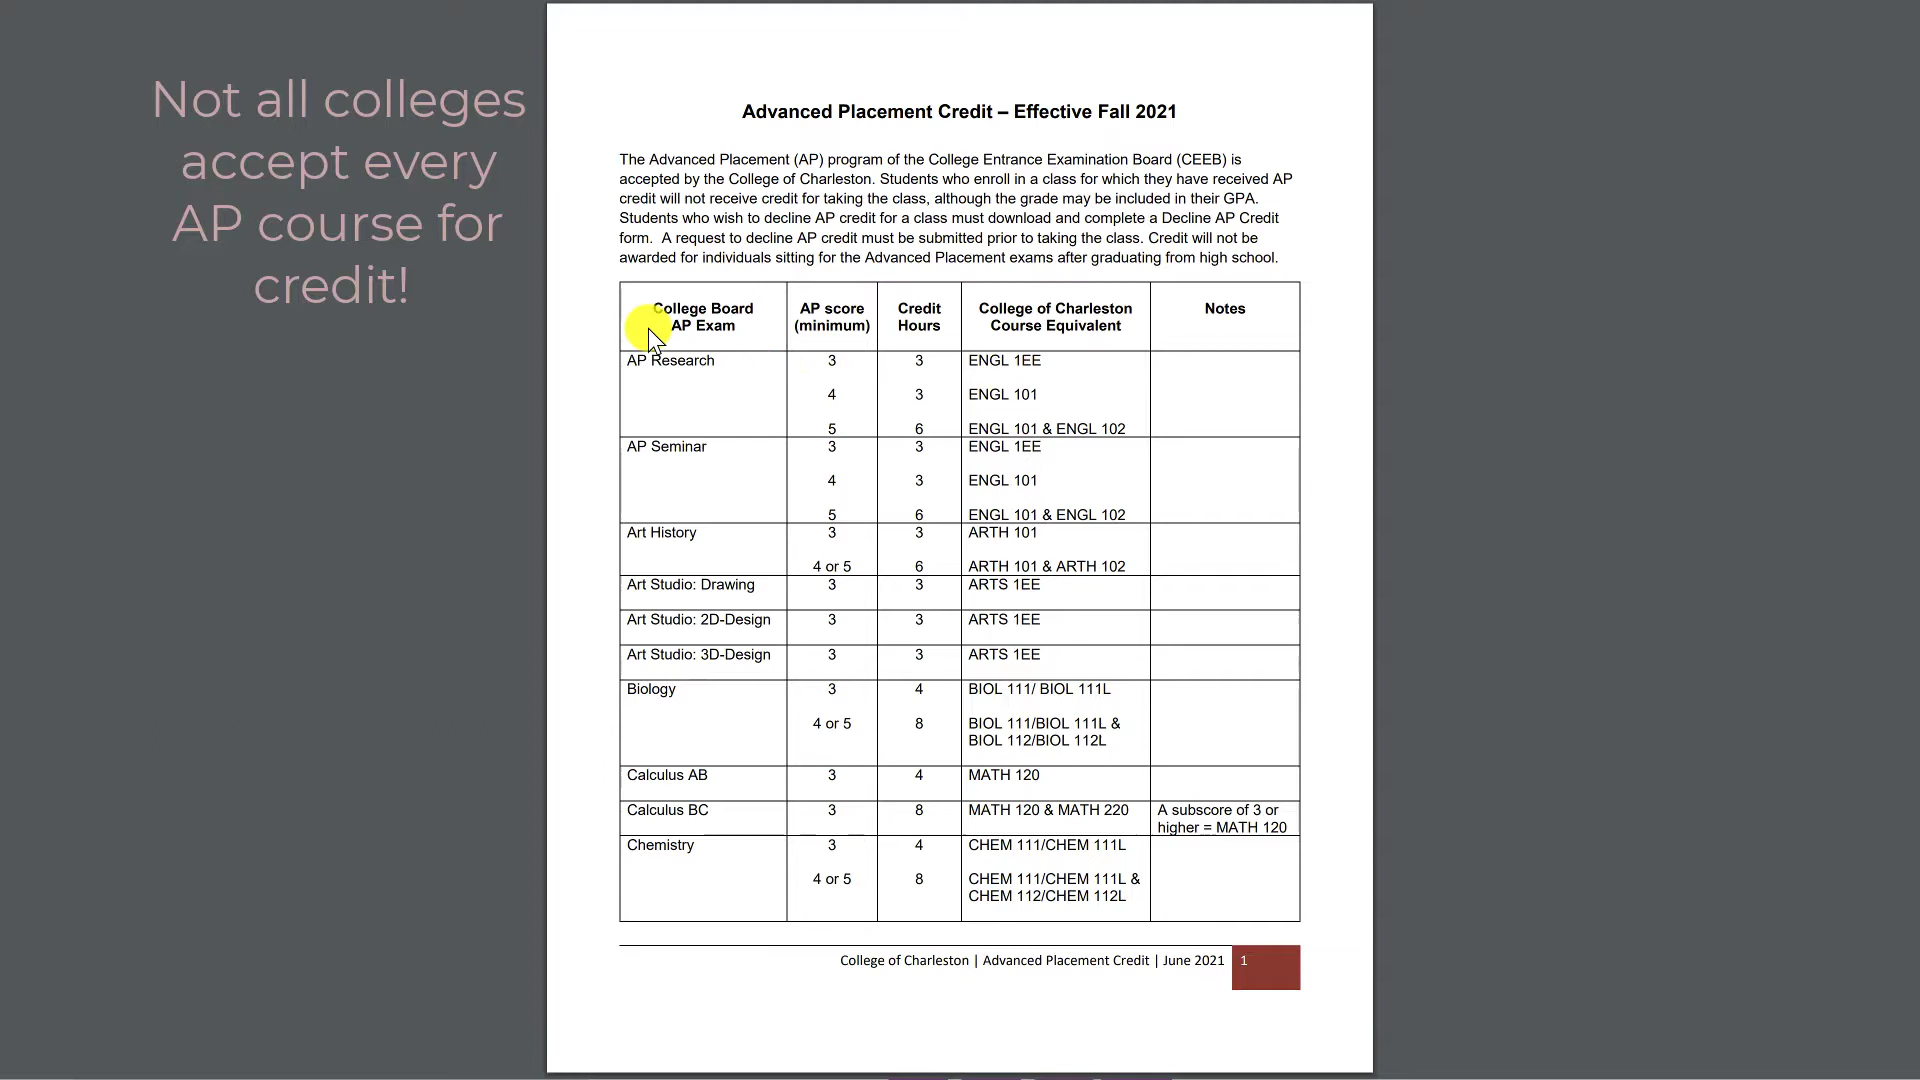 Not all colleges
accept every
AP course for
credit!
Advanced Placement Credit – Effective Fall 2021
The Advanced Placement (AP) program of the College Entrance Examination Board (CEEB) is
accepted by the College of Charleston. Students who enroll in a class for which they have received AP
credit will not receive credit for taking the class, although the grade may be included in their GPA.
Students who wish to decline AP credit for a class must download and complete a Decline AP Credit
form.  A request to decline AP credit must be submitted prior to taking the class. Credit will not be
awarded for individuals sitting for the Advanced Placement exams after graduating from high school.
College Board AP score Credit College of Charleston Notes
AP Exam (minimum) Hours Course Equivalent
AP Research 3 3 ENGL 1EE
4 3 ENGL 101
5 6 ENGL 101 & ENGL 102
AP Seminar 3 3 ENGL 1EE
4 3 ENGL 101
5 6 ENGL 101 & ENGL 102
Art History 3 3 ARTH 101
4 or 5 6 ARTH 101 & ARTH 102
Art Studio: Drawing 3 3 ARTS 1EE
Art Studio: 2D-Design 3 3 ARTS 1EE
Art Studio: 3D-Design 3 3 ARTS 1EE
Biology 3 4 BIOL 111/ BIOL 111L
4 or 5 8 BIOL 111/BIOL 111L &
BIOL 112/BIOL 112L
Calculus AB 3 4 MATH 120
Calculus BC 3 8 MATH 120 & MATH 220 A subscore of 3 or
higher = MATH 120
Chemistry 3 4 CHEM 111/CHEM 111L
4 or 5 8 CHEM 111/CHEM 111L &
CHEM 112/CHEM 112L
College of Charleston | Advanced Placement Credit | June 2021 1